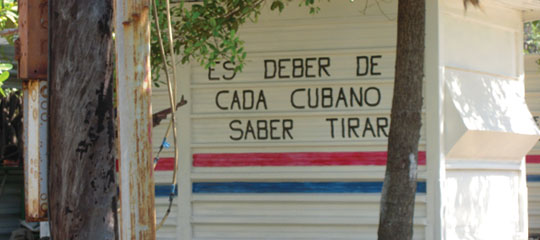 ES DEBER DE
CADA CUBANO
SABER TIRAR